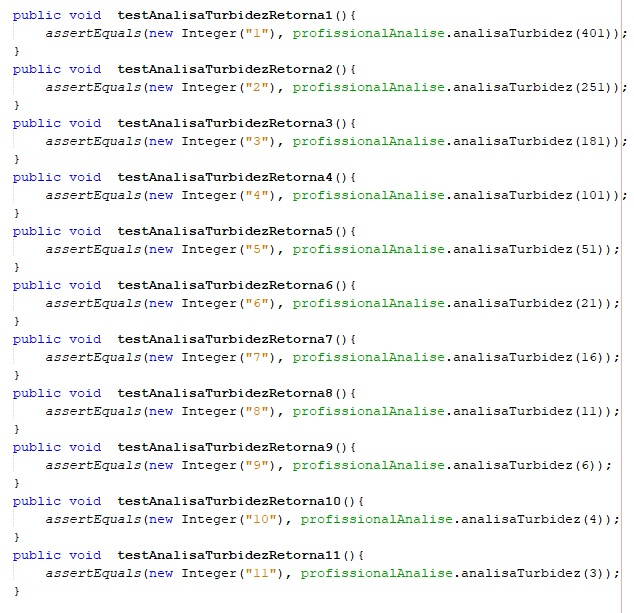 public void  testAnalisaTurbidezRetorna1(){
    assertEquals(new Integer("1"), profissionalAnalise.analisaTurbidez(401));
}
public void  testAnalisaTurbidezRetorna2(){
    assertEquals(new Integer("2"), profissionalAnalise.analisaTurbidez(251));
}
public void  testAnalisaTurbidezRetorna3(){
    assertEquals(new Integer("3"), profissionalAnalise.analisaTurbidez(181));
}
public void  testAnalisaTurbidezRetorna4(){
    assertEquals(new Integer("4"), profissionalAnalise.analisaTurbidez(101));
}
public void  testAnalisaTurbidezRetorna5(){
    assertEquals(new Integer("5"), profissionalAnalise.analisaTurbidez(51));
}
public void  testAnalisaTurbidezRetorna6(){
    assertEquals(new Integer("6"), profissionalAnalise.analisaTurbidez(21));
}
public void  testAnalisaTurbidezRetorna7(){
    assertEquals(new Integer("7"), profissionalAnalise.analisaTurbidez(16));
}
public void  testAnalisaTurbidezRetorna8(){
    assertEquals(new Integer("8"), profissionalAnalise.analisaTurbidez(11));
}
public void  testAnalisaTurbidezRetorna9(){
    assertEquals(new Integer("9"), profissionalAnalise.analisaTurbidez(6));
}
public void  testAnalisaTurbidezRetorna10(){
    assertEquals(new Integer("10"), profissionalAnalise.analisaTurbidez(4));
}
public void  testAnalisaTurbidezRetorna11(){
    assertEquals(new Integer("11"), profissionalAnalise.analisaTurbidez(3));
}